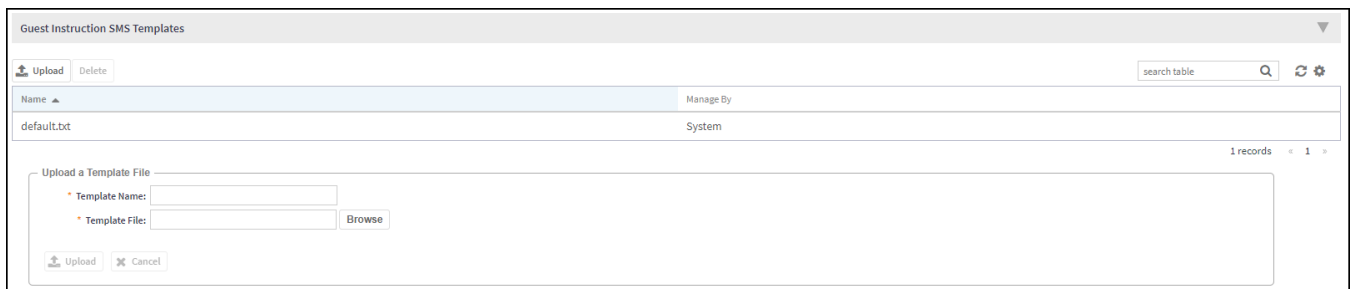 Guest Instruction SMS Templates
Upload Delete search table
Name Manage By
default.txt System
1 records « 1 »
Upload a Template File
* Template Name:
* Template File: Browse
Upload Cancel